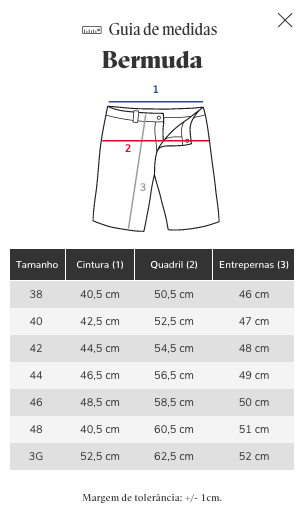 Guia de medidas
Bermuda
1
2
3
Tamanho Cintura (1) Quadril (2) Entrepernas (3)
38 40,5 cm 50,5 cm 46 cm
40 42,5 cm 52,5 cm 47 cm
42 44,5 cm 54,5 cm 48 cm
44 46,5 cm 56,5 cm 49 cm
46 48,5 cm 58,5 cm 50 cm
48 40,5 cm 60,5 cm 51 cm
3G 52,5 cm 62,5 cm 52 cm
Margem de tolerância: +/- 1cm.